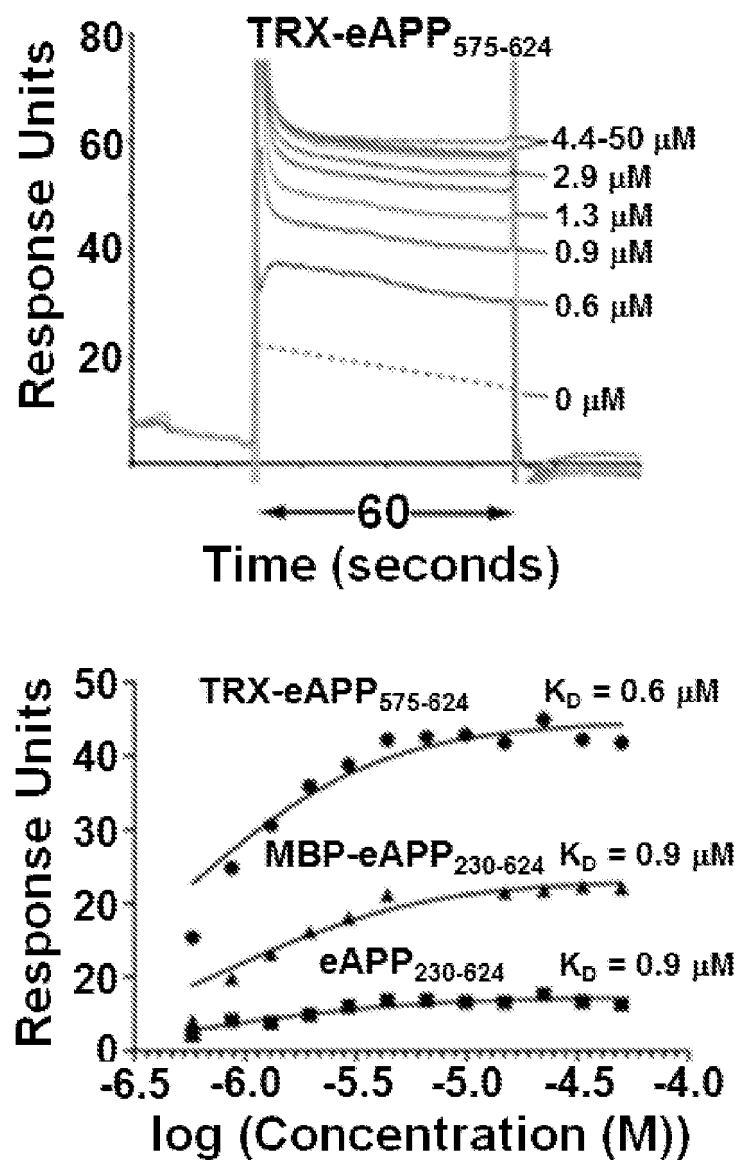 TRX-eAPP575-624
Response Units
80
60
40
20
4.4-50 μM
2.9 μM
1.3 μM
0.9 μM
0.6 μM
0 μM
60
Time (seconds)
Response Units
50
40
30
20
20
0
TRX-eAPP575-624 KD = 0.6 μM
MBP-eAPP230-624 KD = 0.9 μM
eAPP230-624 KD = 0.9 μM
-6.5 -6.0 -5.5 -5.0 -4.5 -4.0
log (Concentration (M))